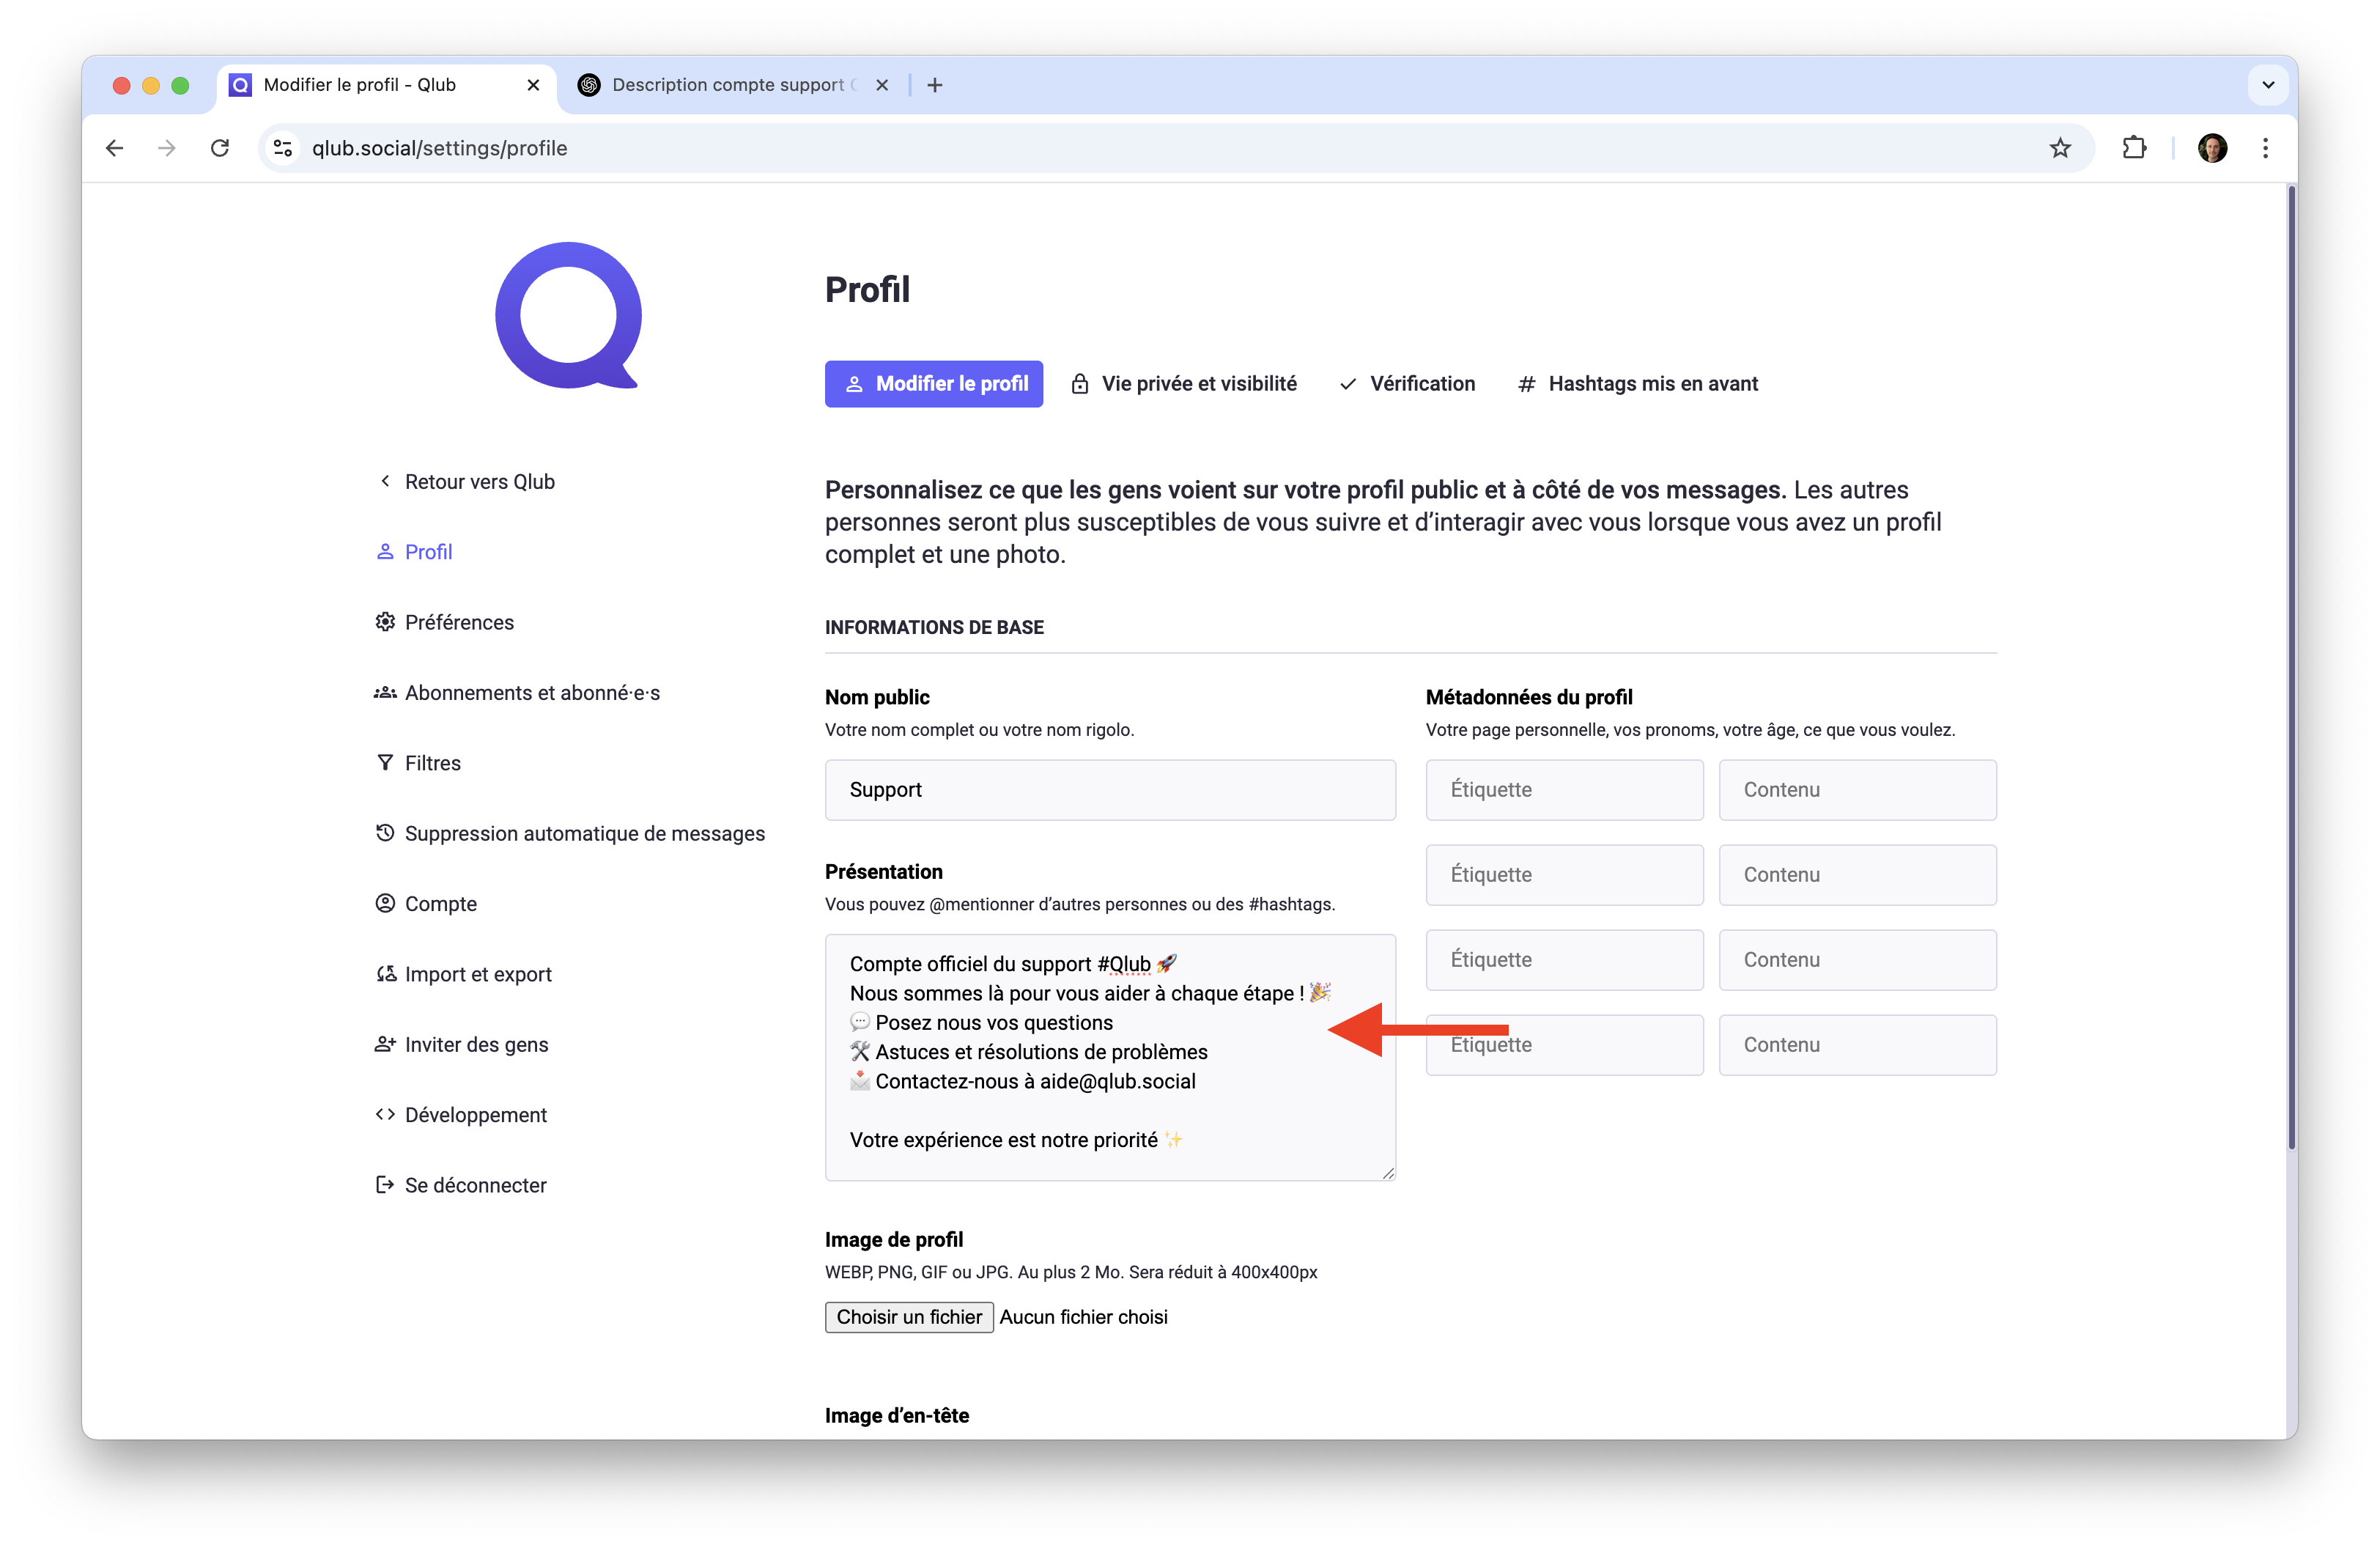 Modifier le profil - Qlub
Description compte support
qlub.social/settings/profile
Profil
Modifier le profil
Vie privée et visibilité
Vérification
# Hashtags mis en avant
Retour vers Qlub
Profil
Préférences
Abonnements et abonné·e·s
Filtres
Suppression automatique de messages
Compte
Import et export
Inviter des gens
Développement
Se déconnecter
Personnalisez ce que les gens voient sur votre profil public et à côté de vos messages. Les autres
personnes seront plus susceptibles de vous suivre et d’interagir avec vous lorsque vous avez un profil
complet et une photo.
INFORMATIONS DE BASE
Nom public
Votre nom complet ou votre nom rigolo.
Support
Présentation
Vous pouvez @mentionner d’autres personnes ou des #hashtags.
Compte officiel du support #Qlub 🚀
Nous sommes là pour vous aider à chaque étape ! 🎉
💬 Posez nous vos questions
🛠 Astuces et résolutions de problèmes
📩 Contactez-nous à aide@qlub.social
Votre expérience est notre priorité ✨
Métadonnées du profil
Votre page personnelle, vos pronoms, votre âge, ce que vous voulez.
Étiquette
Contenu
Étiquette
Contenu
Étiquette
Contenu
Étiquette
Contenu
Image de profil
WEBP, PNG, GIF ou JPG. Au plus 2 Mo. Sera réduit à 400x400px
Choisir un fichier Aucun fichier choisi
Image d’en-tête